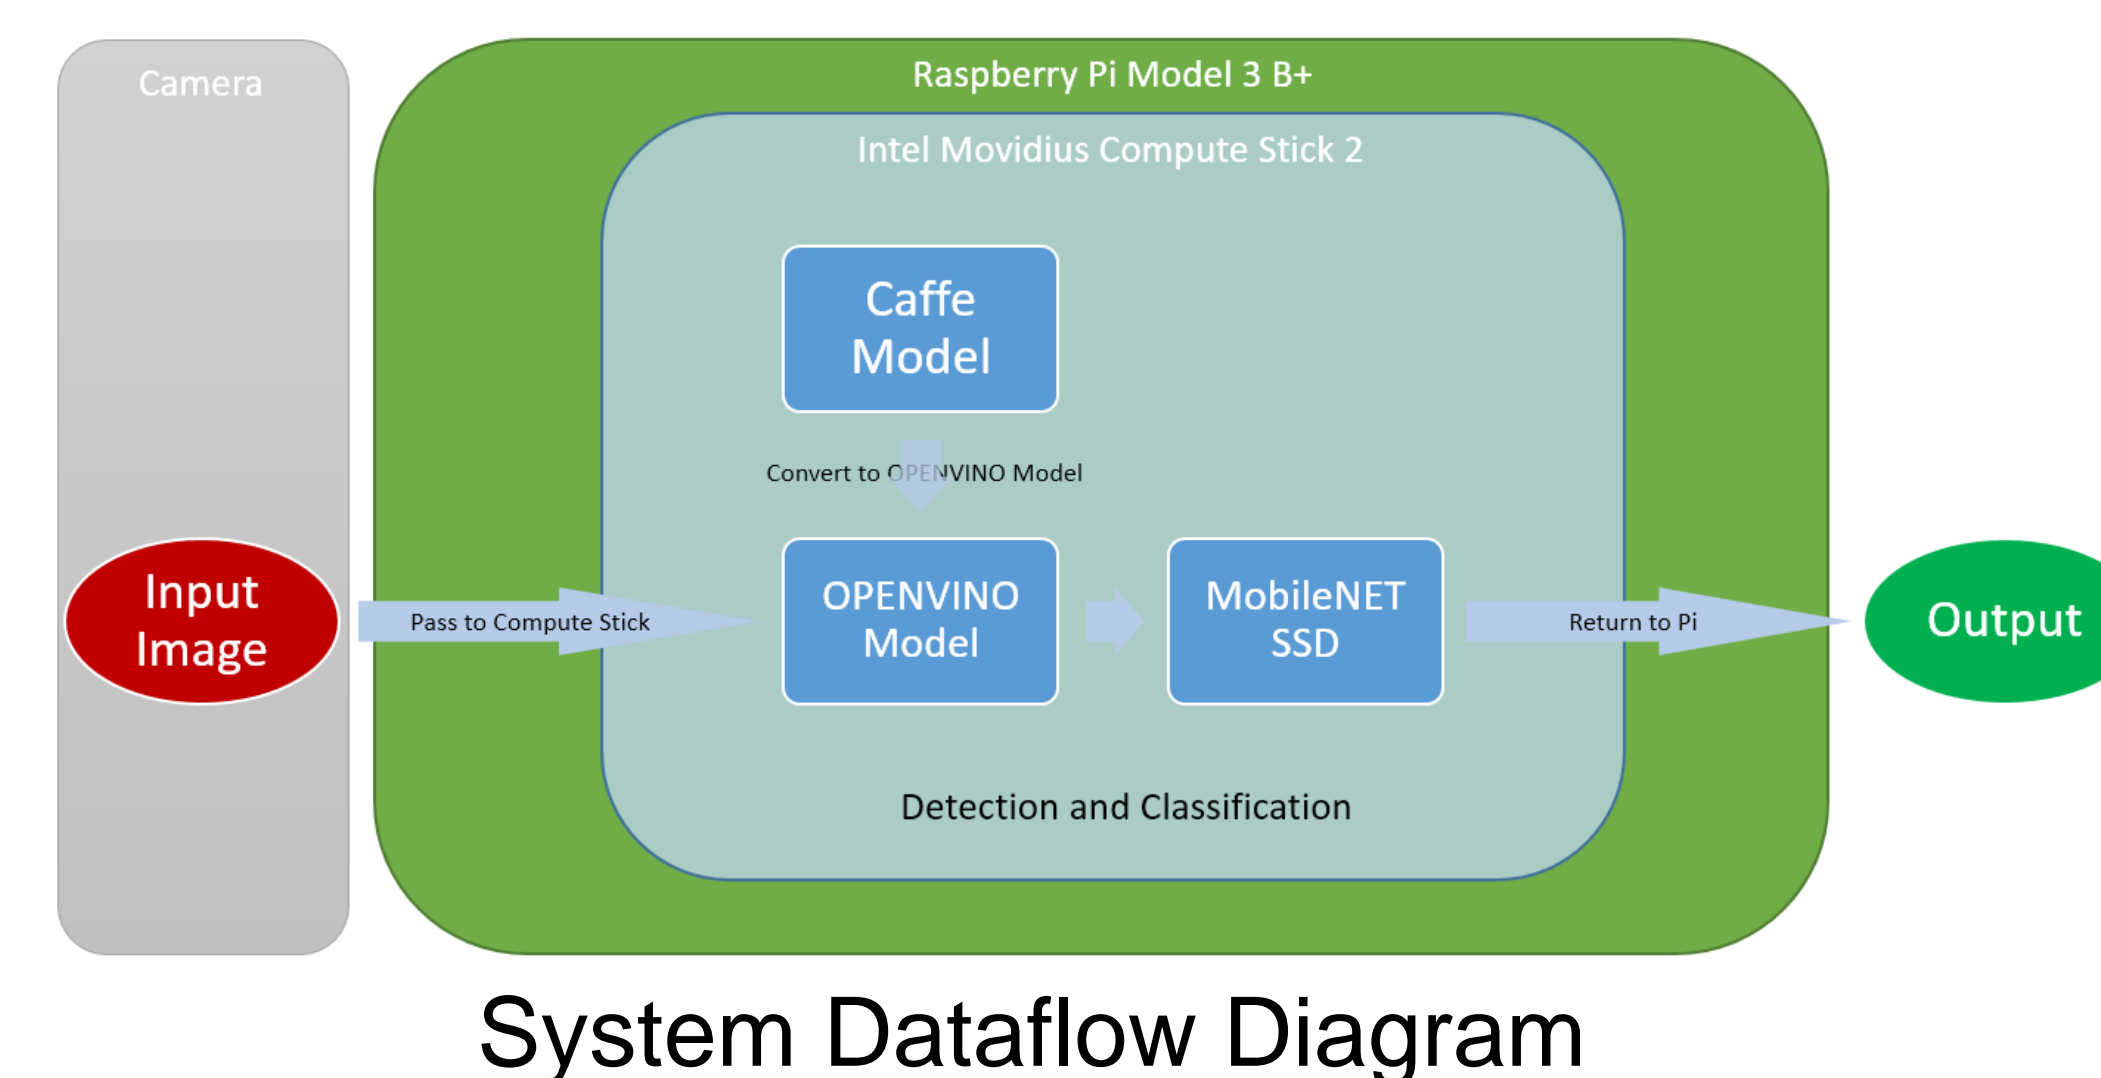 Camera
Raspberry Pi Model 3 B+
Intel Movidius Compute Stick 2
Caffe
Model
Convert to OPENVINO Model
Input
Image
Pass to Compute Stick
OPENVINO
Model
MobileNET
SSD
Return to Pi
Output
Detection and Classification
System Dataflow Diagram